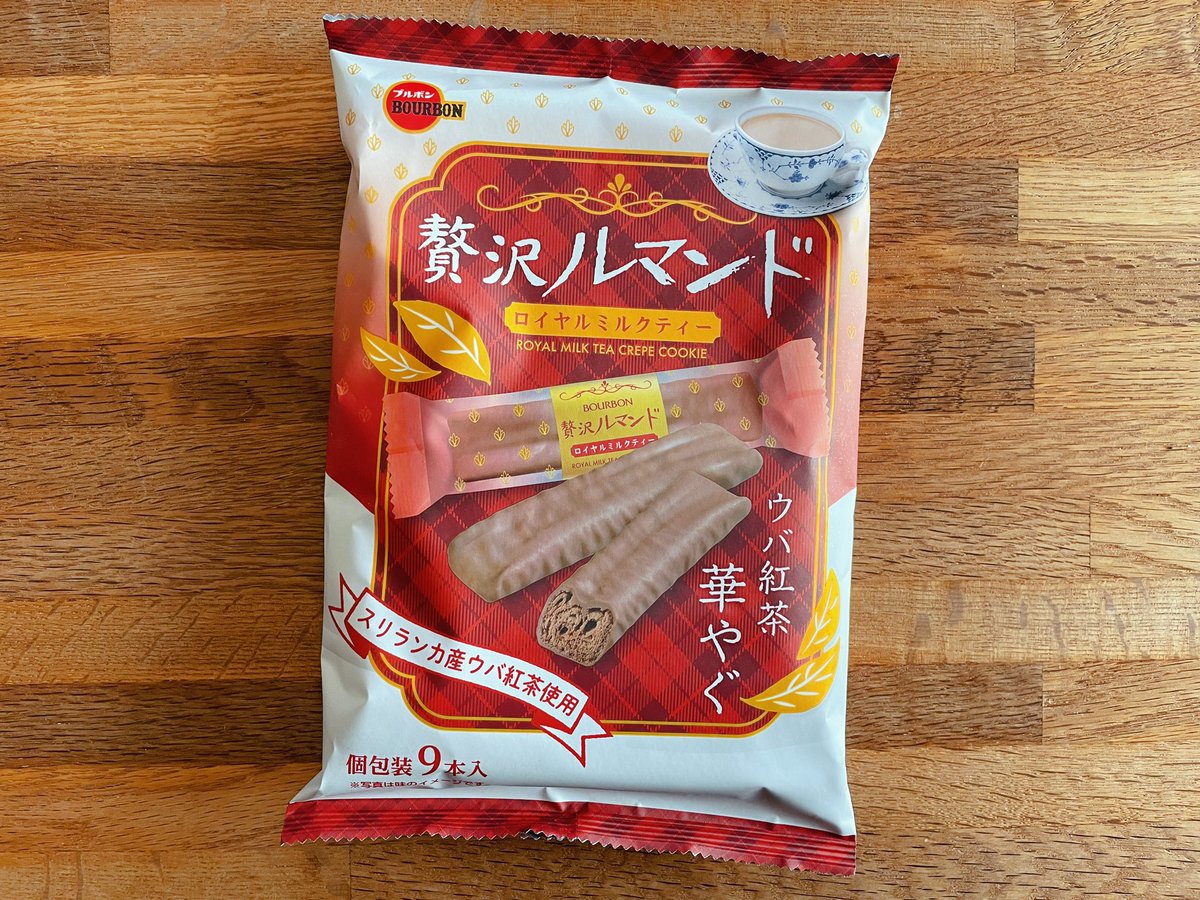 ブルボン
BOURBON
贅沢ルマンド
ロイヤルミルクティー
ROYAL MILK TEA CREPE COOKIE
BOURBON
贅沢ルマンド
ロイヤルミルクティー
ROYAL MILK TE
ウバ紅茶
華やぐ
スリランカ産ウバ紅茶使用
個包装9本入
※写真は味のイメージです。